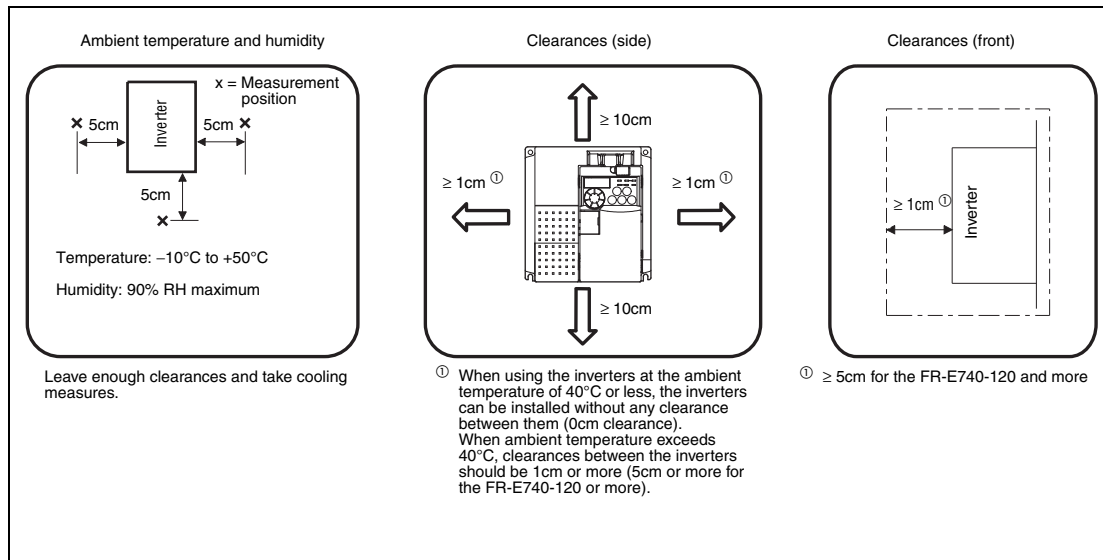 Ambient temperature and humidity
x = Measurement
position
5cm
5cm
Inverter
5cm
Temperature: –10°C to +50°C
Humidity: 90% RH maximum
Leave enough clearances and take cooling
measures.
Clearances (side)
≥ 10cm
≥ 1cm ①
≥ 1cm ①
≥ 10cm
① When using the inverters at the ambient
temperature of 40°C or less, the inverters
can be installed without any clearance
between them (0cm clearance).
When ambient temperature exceeds
40°C, clearances between the inverters
should be 1cm or more (5cm or more for
the FR-E740-120 or more).
Clearances (front)
≥ 1cm ①
Inverter
① ≥ 5cm for the FR-E740-120 and more